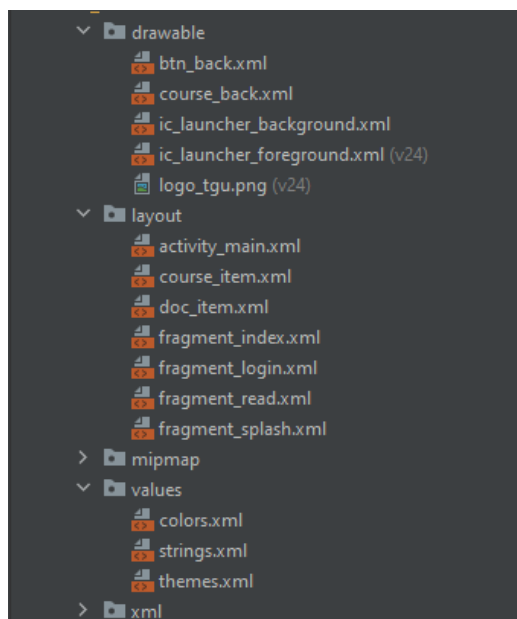 drawable
btn_back.xml
course_back.xml
ic_launcher_background.xml
ic_launcher_foreground.xml (v24)
logo_tgu.png (v24)
layout
activity_main.xml
course_item.xml
doc_item.xml
fragment_index.xml
fragment_login.xml
fragment_read.xml
fragment_splash.xml
mipmap
values
colors.xml
strings.xml
themes.xml
xml